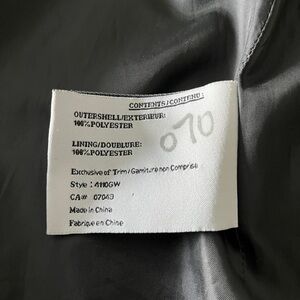 CONTENTS/CONTENU:
OUTERSHELL/EXTERIEUR:
100% POLYESTER
070
LINING/DOUBLURE:
100% POLYESTER
Exclusive of Trim/Garniture non Comprise
Style : 4110GW
CA# 07049
Made in China
Fabrique en Chine